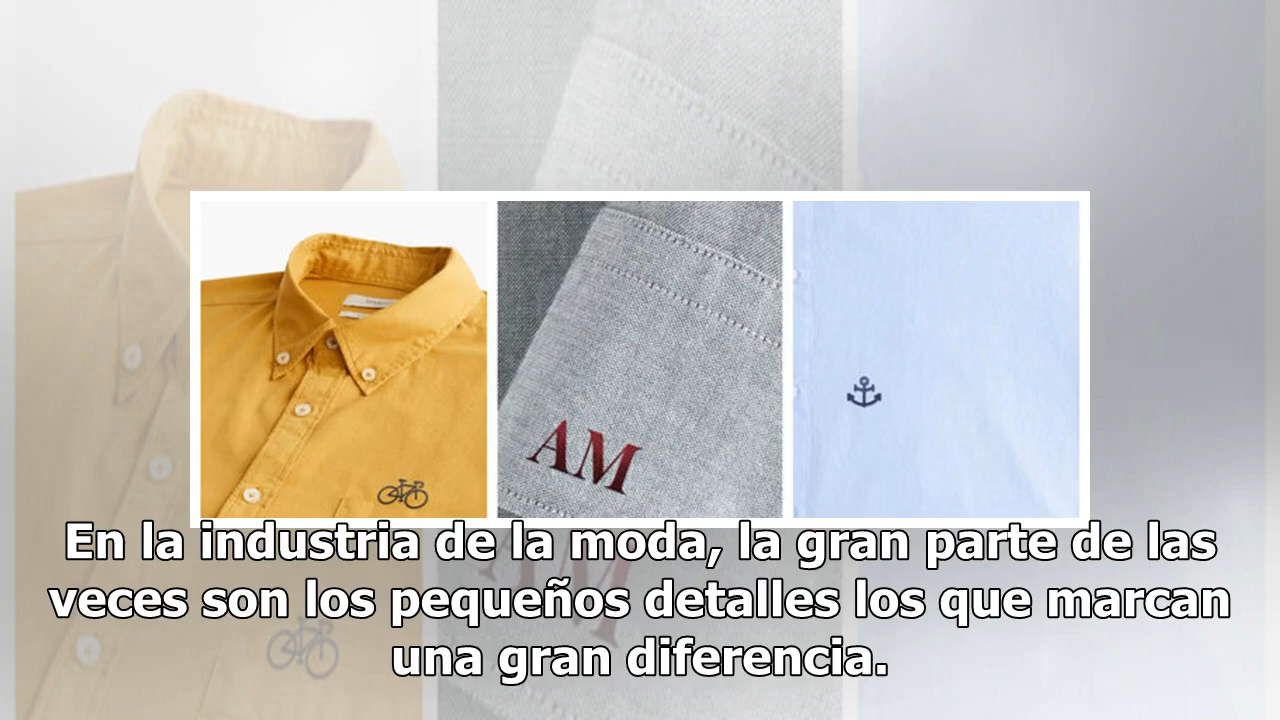 AM
En la industria de la moda, la gran parte de las
veces son los pequeños detalles los que marcan
una gran diferencia.